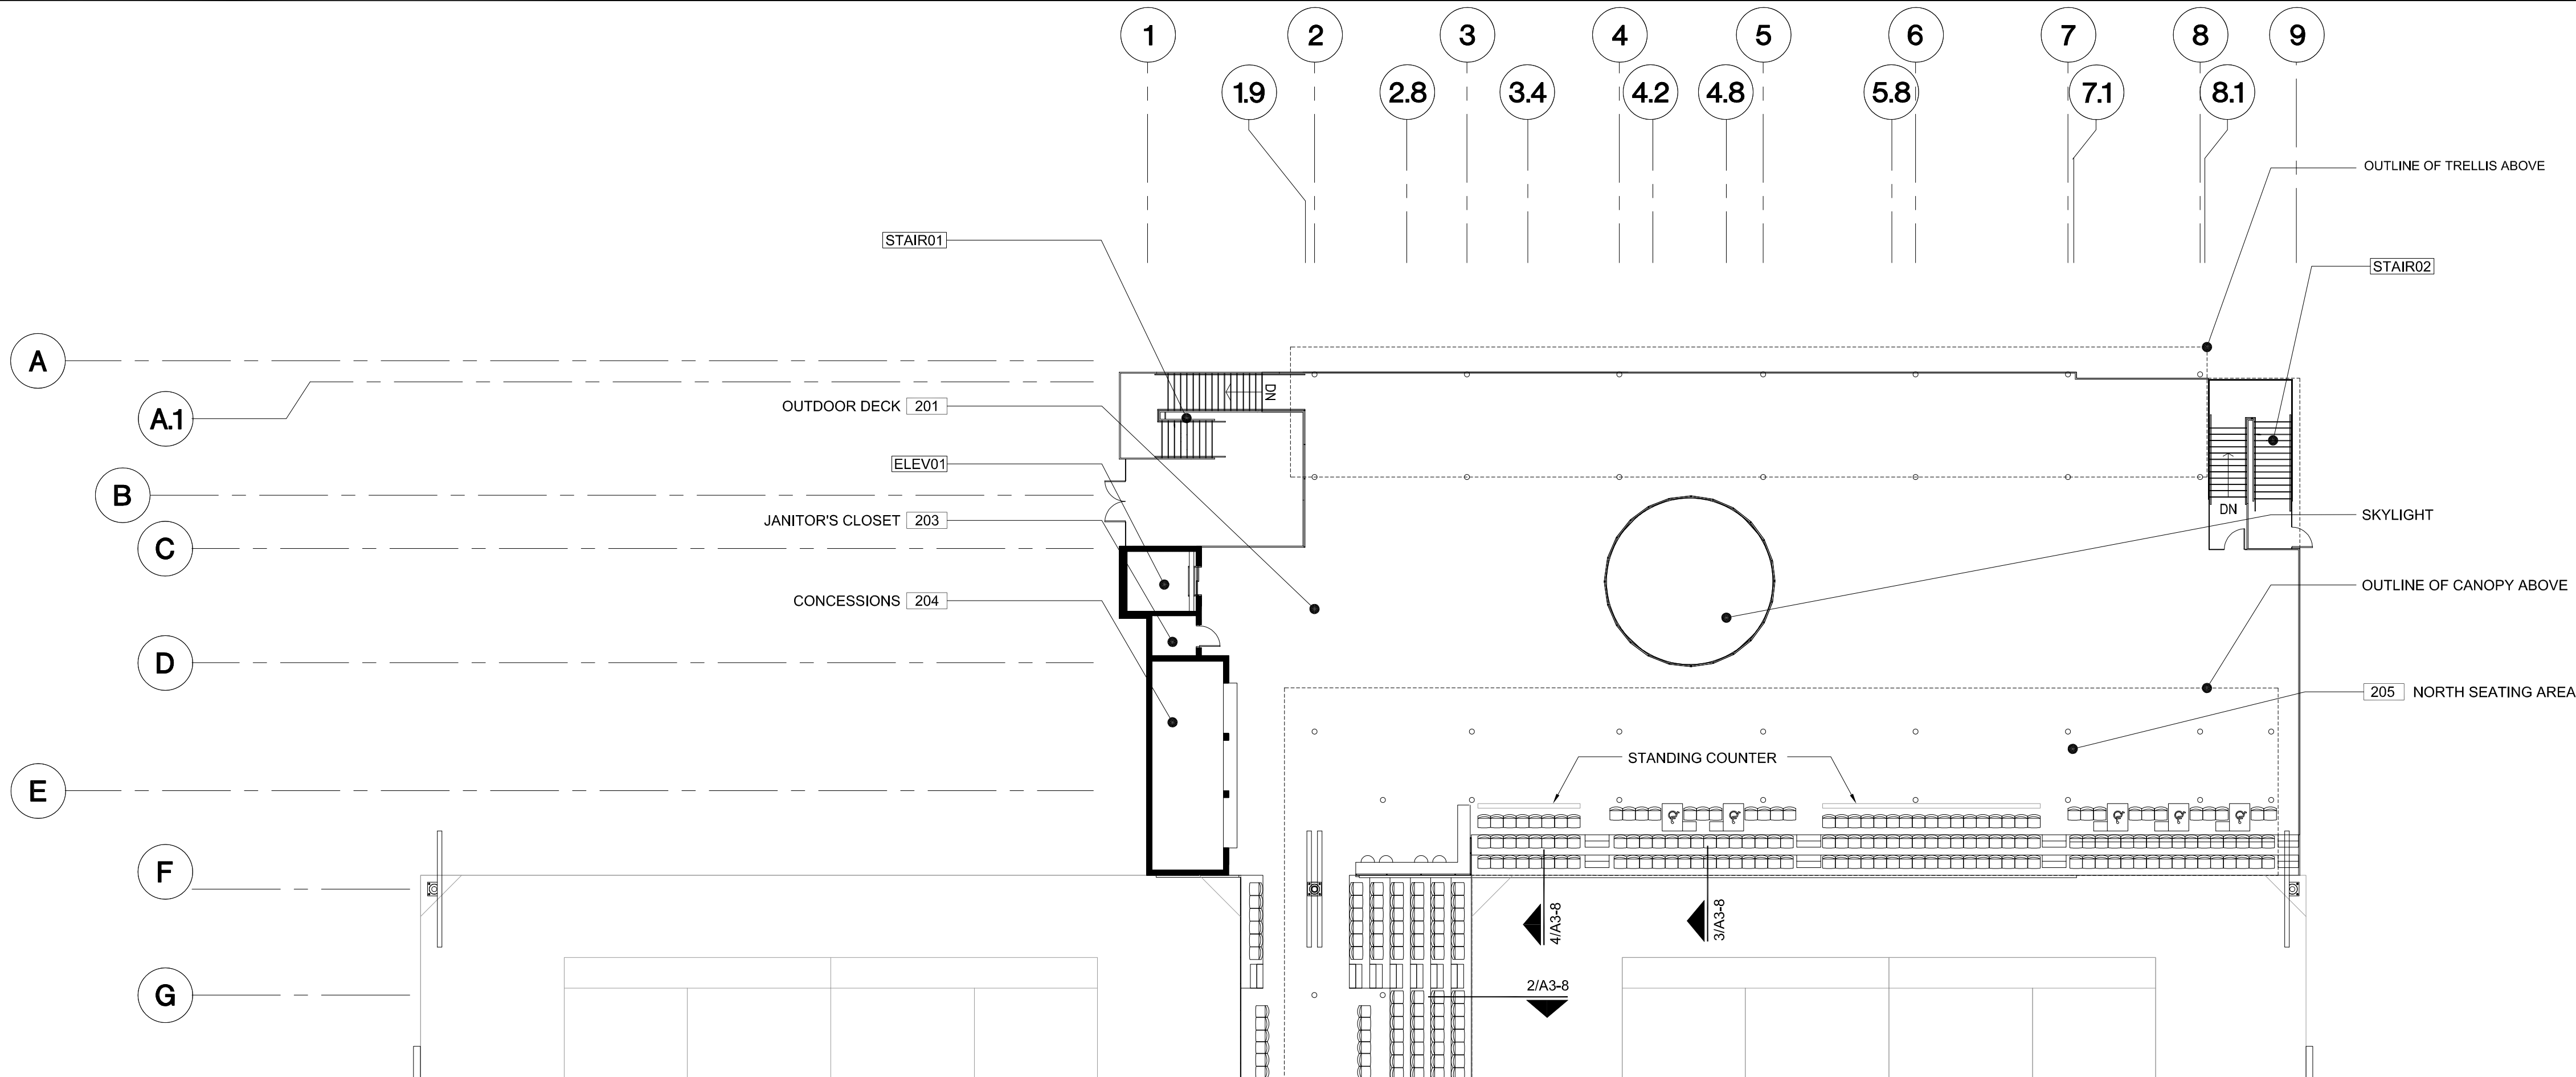 1
2
3
4
5
6
7
8
9
1.9
2.8
3.4
4.2
4.8
5.8
7.1
8.1
OUTLINE OF TRELLIS ABOVE
STAIR01
STAIR02
A
A.1
DN
OUTDOOR DECK 201
ELEV01
B
DN
JANITOR'S CLOSET 203
SKYLIGHT
C
OUTLINE OF CANOPY ABOVE
CONCESSIONS 204
D
205 NORTH SEATING AREA
STANDING COUNTER
E
F
4/A3-8
3/A3-8
G
2/A3-8